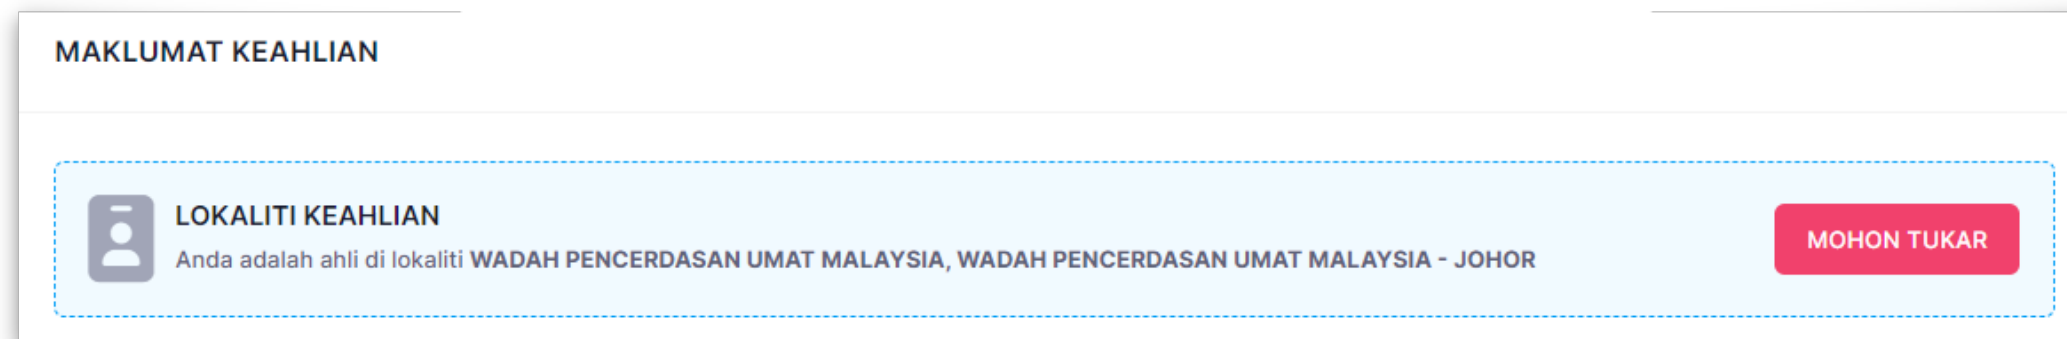 MAKLUMAT KEAHLIAN
LOKALITI KEAHLIAN
Anda adalah ahli di lokaliti WADAH PENCERDASAN UMAT MALAYSIA, WADAH PENCERDASAN UMAT MALAYSIA - JOHOR
MOHON TUKAR